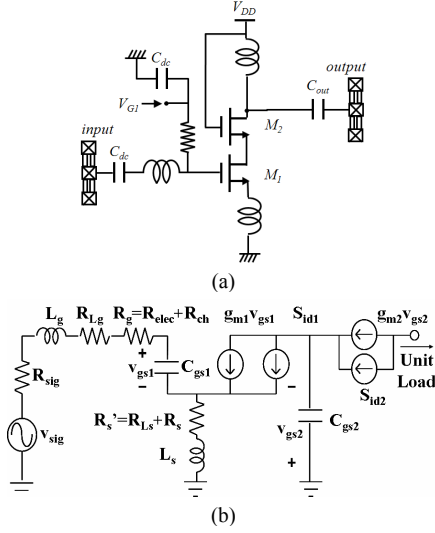 V_DD
C_dc
output
C_out
V_G1
M_2
input
C_dc
M_1
(a)
L_g R_Lg R_g=R_elec+R_ch
g_m1v_gs1 S_id1 g_m2v_gs2
+
R_sig v_gs1 C_gs1 Unit
− − Load
S_id2
v_sig R_s'=R_Ls+R_s v_gs2 C_gs2
L_s
+
(b)